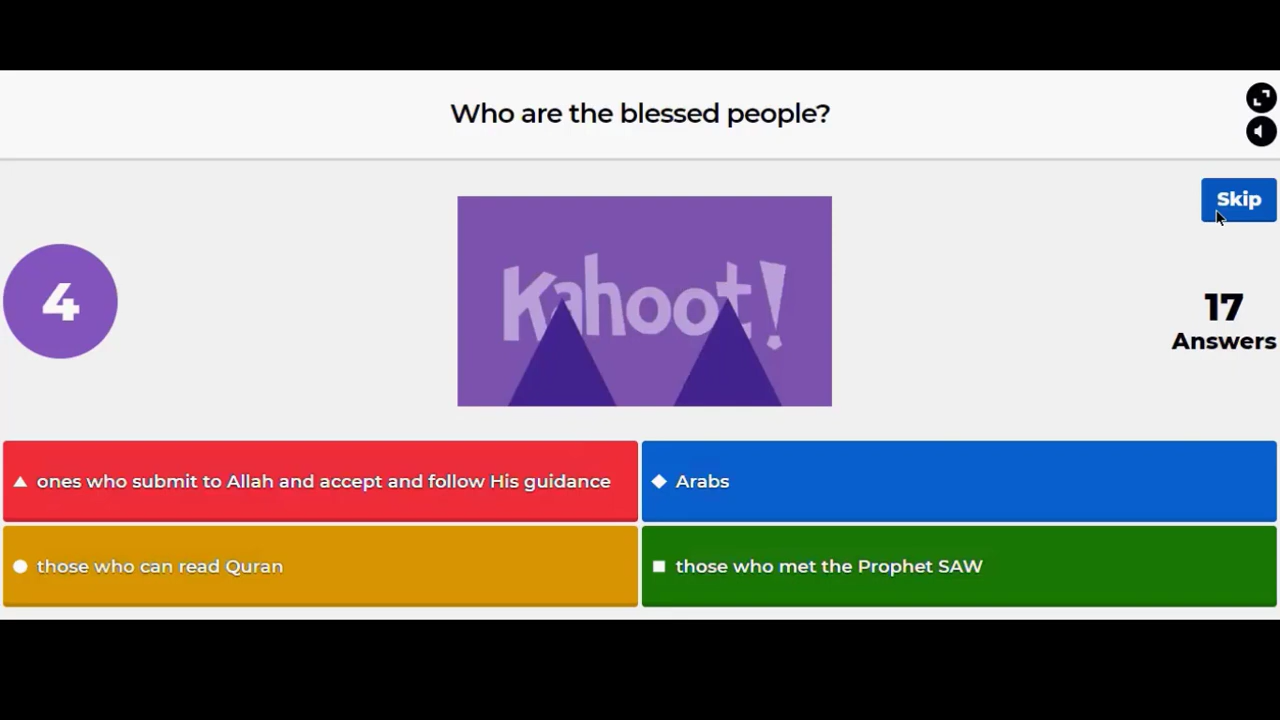 Who are the blessed people?
Skip
4
Kahoot!
17
Answers
ones who submit to Allah and accept and follow His guidance
Arabs
those who can read Quran
those who met the Prophet SAW